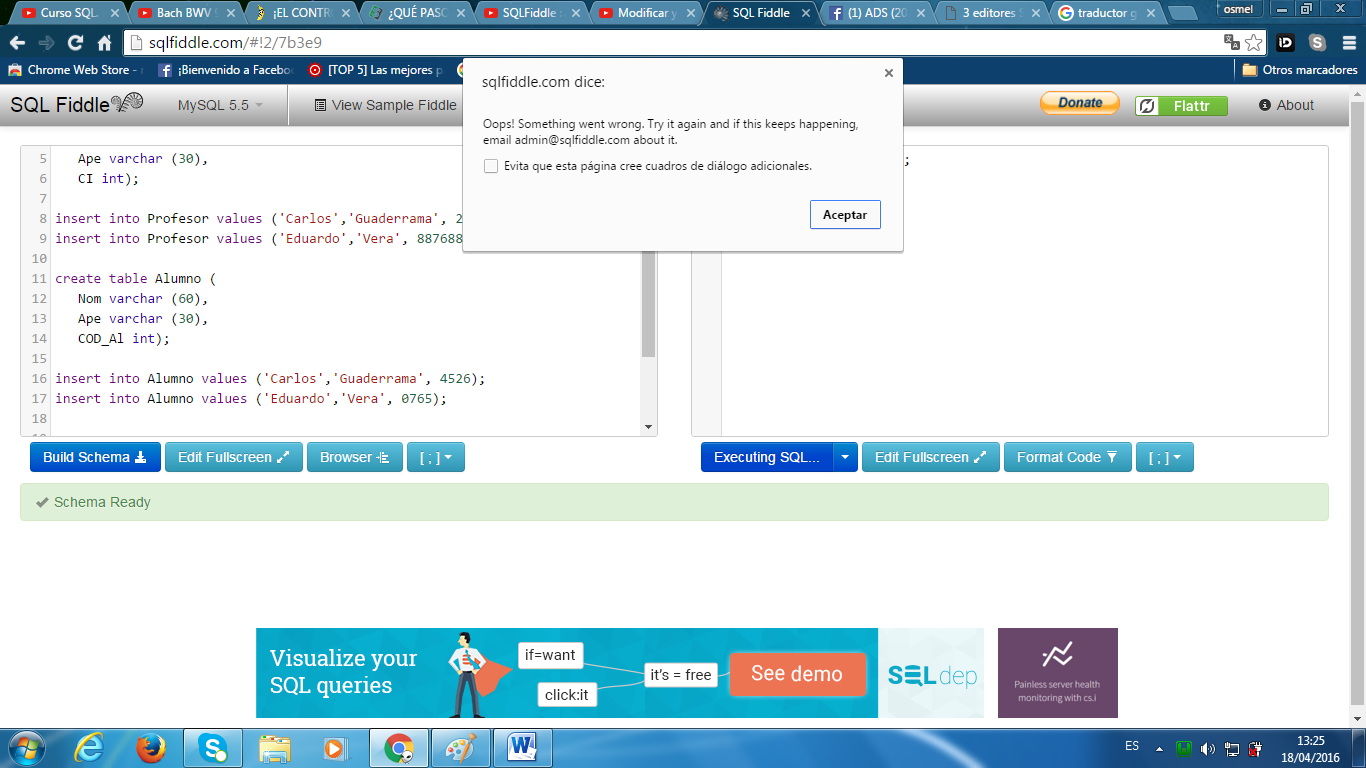 Curso SQL
Bach BWV
¡EL CONTR
¿QUÉ PASC
SQLFiddle
Modificar y
SQL Fiddle
(1) ADS (20
3 editores
traductor g
osmel
sqlfiddle.com/#!2/7b3e9
Chrome Web Store -
¡Bienvenido a Facebo
[TOP 5] Las mejores p
Otros marcadores
SQL Fiddle
MySQL 5.5
View Sample Fiddle
Donate
Flattr
About
sqlfiddle.com dice:
Oops! Something went wrong. Try it again and if this keeps happening,
email admin@sqlfiddle.com about it.
Evita que esta página cree cuadros de diálogo adicionales.
Aceptar
5 Ape varchar (30),
6 CI int);
7
8 insert into Profesor values ('Carlos','Guaderrama', 2
9 insert into Profesor values ('Eduardo','Vera', 887688
10
11 create table Alumno (
12 Nom varchar (60),
13 Ape varchar (30),
14 COD_Al int);
15
16 insert into Alumno values ('Carlos','Guaderrama', 4526);
17 insert into Alumno values ('Eduardo','Vera', 0765);
18
;
Build Schema
Edit Fullscreen
Browser
[ ; ]
Executing SQL...
Edit Fullscreen
Format Code
[ ; ]
Schema Ready
Visualize your
SQL queries
if=want
click:it
it's = free
See demo
SQL dep
Painless server health
monitoring with cs.i
ES
13:25
18/04/2016